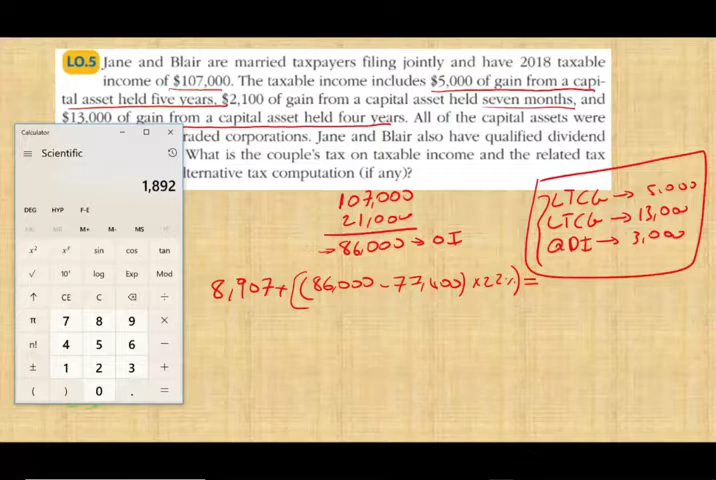 LO.5 Jane and Blair are married taxpayers filing jointly and have 2018 taxable
income of $107,000. The taxable income includes $5,000 of gain from a capi-
tal asset held five years. $2,100 of gain from a capital asset held seven months, and
$13,000 of gain from a capital asset held four years. All of the capital assets were
raded corporations. Jane and Blair also have qualified dividend
What is the couple's tax on taxable income and the related tax
lternative tax computation (if any)?
Calculator
Scientific
1,892
DEG HYP F-E
MC MR M+ M- MS
x² xʸ sin cos tan
√ 10ˣ log Exp Mod
↑ CE C ⌫ ÷
π 7 8 9 ×
n! 4 5 6 −
± 1 2 3 +
( ) 0 . =
107,000
21,000
→ 86,000 → OI
8,907 + ((86,000 - 77,400) × 22%) =
LTCG → 5,000
LTCG → 13,000
QDI → 3,000